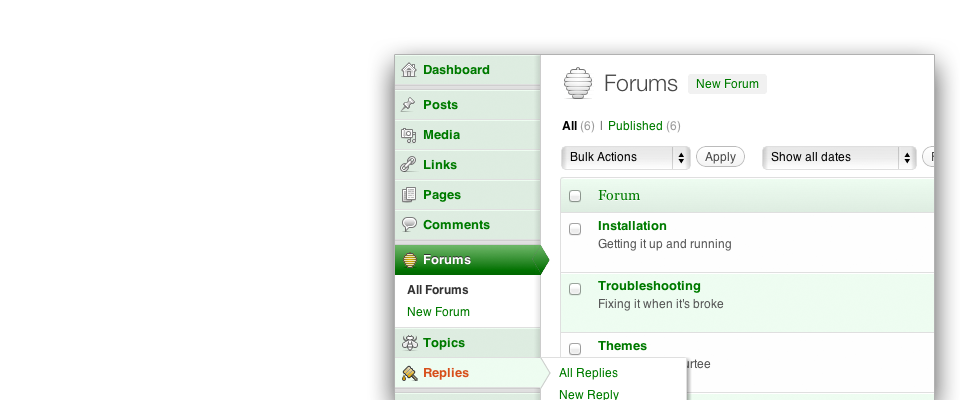 Dashboard
Posts
Media
Links
Pages
Comments
Forums
All Forums
New Forum
Topics
Replies
Forums New Forum
All (6) | Published (6)
Bulk Actions Apply Show all dates
Forum
Installation
Getting it up and running
Troubleshooting
Fixing it when it's broke
Themes
All Replies
New Reply